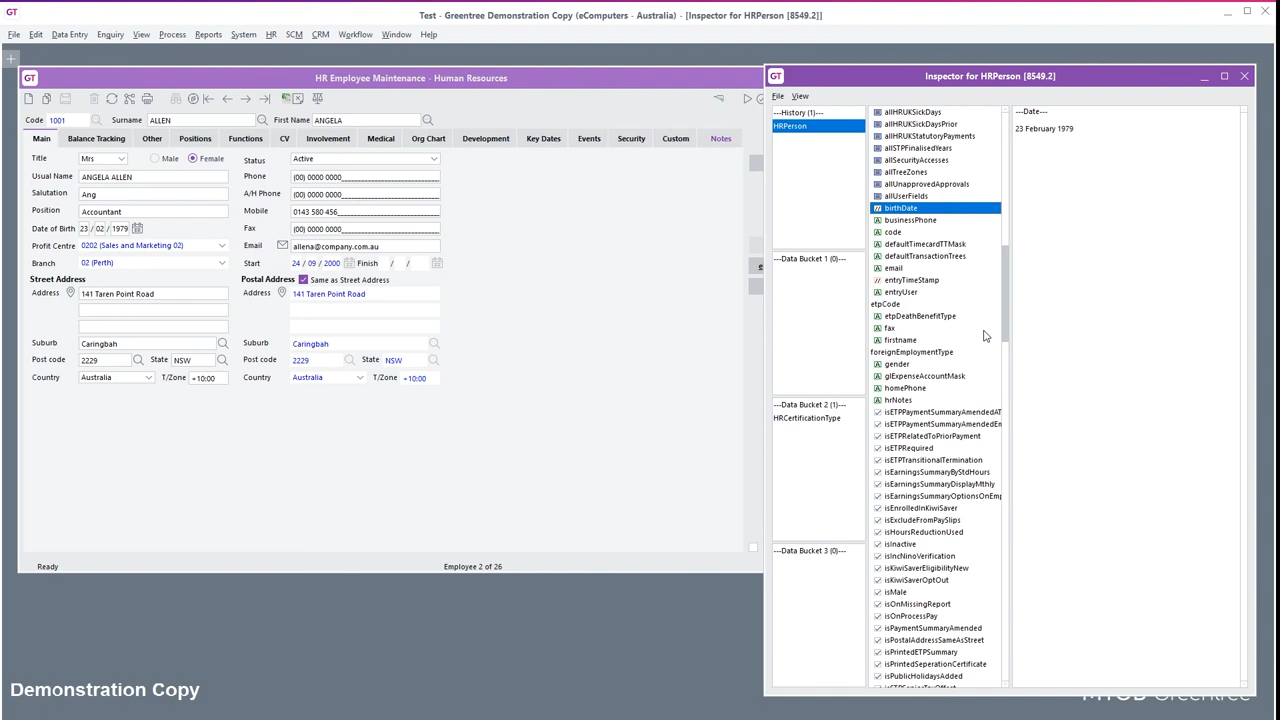 GT
Test - Greentree Demonstration Copy (eComputers - Australia) - [Inspector for HRPerson [8549.2]]
File Edit Data Entry Enquiry View Process Reports System HR SCM CRM Workflow Window Help
GT HR Employee Maintenance - Human Resources
Code 1001 Surname ALLEN First Name ANGELA
Main Balance Tracking Other Positions Functions CV Involvement Medical Org Chart Development Key Dates Events Security Custom Notes
Title Mrs Male Female Status Active
Usual Name ANGELA ALLEN Phone (00) 0000 0000
Salutation Ang A/H Phone (00) 0000 0000
Position Accountant Mobile 0143 580 456
Date of Birth 23 / 02 / 1979 Fax (00) 0000 0000
Profit Centre 0202 (Sales and Marketing 02) Email allena@company.com.au
Branch 02 (Perth) Start 24 / 09 / 2000 Finish / /
Street Address Postal Address Same as Street Address
Address 141 Taren Point Road Address 141 Taren Point Road
Suburb Caringbah Suburb Caringbah
Post code 2229 State NSW Post code 2229 State NSW
Country Australia T/Zone +10:00 Country Australia T/Zone +10:00
Ready Employee 2 of 26
GT Inspector for HRPerson [8549.2]
File View
---History (1)---
HRPerson
---Data Bucket 1 (0)---
---Data Bucket 2 (1)---
HRCertificationType
---Data Bucket 3 (0)---
allHRUKSickDays
allHRUKSickDaysPrior
allHRUKStatutoryPayments
allSTPFinalisedYears
allSecurityAccesses
allTreeZones
allUnapprovedApprovals
allUserFields
birthDate
businessPhone
code
defaultTimecardTTMask
defaultTransactionTrees
email
entryTimeStamp
entryUser
etpCode
etpDeathBenefitType
fax
firstname
foreignEmploymentType
gender
glExpenseAccountMask
homePhone
hrNotes
isETPPaymentSummaryAmendedAT
isETPPaymentSummaryAmendedEm
isETPRelatedToPriorPayment
isETPRequired
isETPTransitionalTermination
isEarningsSummaryByStdHours
isEarningsSummaryDisplayMthly
isEarningsSummaryOptionsOnEmp
isEnrolledInKiwiSaver
isExcludeFromPaySlips
isHoursReductionUsed
isInactive
isIncNinoVerification
isKiwiSaverEligibilityNew
isKiwiSaverOptOut
isMale
isOnMissingReport
isOnProcessPay
isPaymentSummaryAmended
isPostalAddressSameAsStreet
isPrintedETPSummary
isPrintedSeperationCertificate
isPublicHolidaysAdded
---Date---
23 February 1979
Demonstration Copy